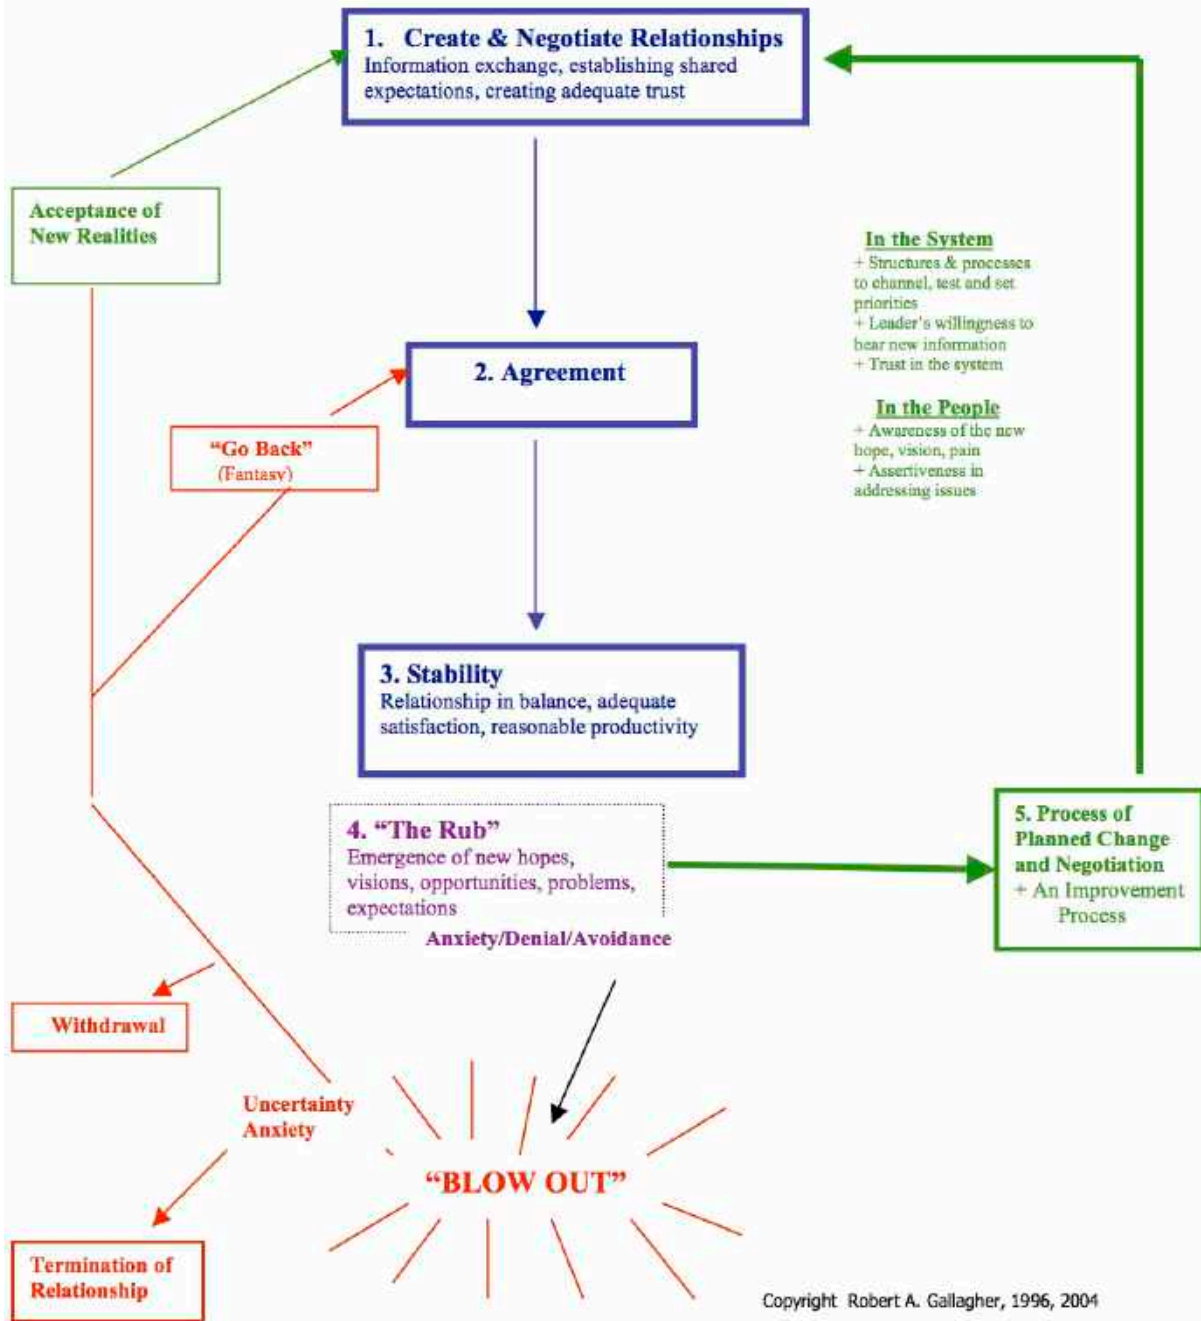 1. Create & Negotiate Relationships
Information exchange, establishing shared
expectations, creating adequate trust
Acceptance of
New Realities
In the System
+ Structures & processes
to channel, test and set
priorities
+ Leader's willingness to
hear new information
+ Trust in the system
In the People
+ Awareness of the new
hope, vision, pain
+ Assertiveness in
addressing issues
2. Agreement
“Go Back”
(Fantasy)
3. Stability
Relationship in balance, adequate
satisfaction, reasonable productivity
4. “The Rub”
Emergence of new hopes,
visions, opportunities, problems,
expectations
Anxiety/Denial/Avoidance
5. Process of
Planned Change
and Negotiation
+ An Improvement
Process
Withdrawal
Uncertainty
Anxiety
“BLOW OUT”
Termination of
Relationship
Copyright Robert A. Gallagher, 1996, 2004